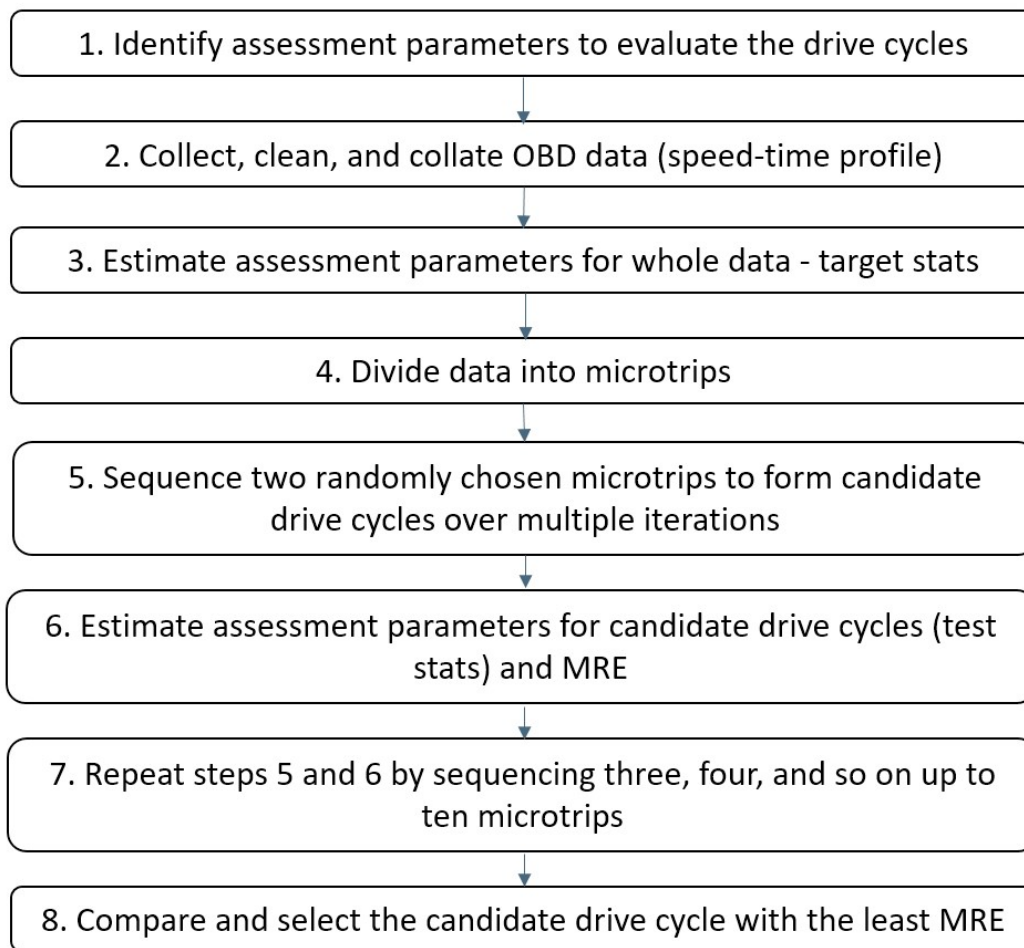 1. Identify assessment parameters to evaluate the drive cycles
2. Collect, clean, and collate OBD data (speed-time profile)
3. Estimate assessment parameters for whole data - target stats
4. Divide data into microtrips
5. Sequence two randomly chosen microtrips to form candidate
drive cycles over multiple iterations
6. Estimate assessment parameters for candidate drive cycles (test
stats) and MRE
7. Repeat steps 5 and 6 by sequencing three, four, and so on up to
ten microtrips
8. Compare and select the candidate drive cycle with the least MRE